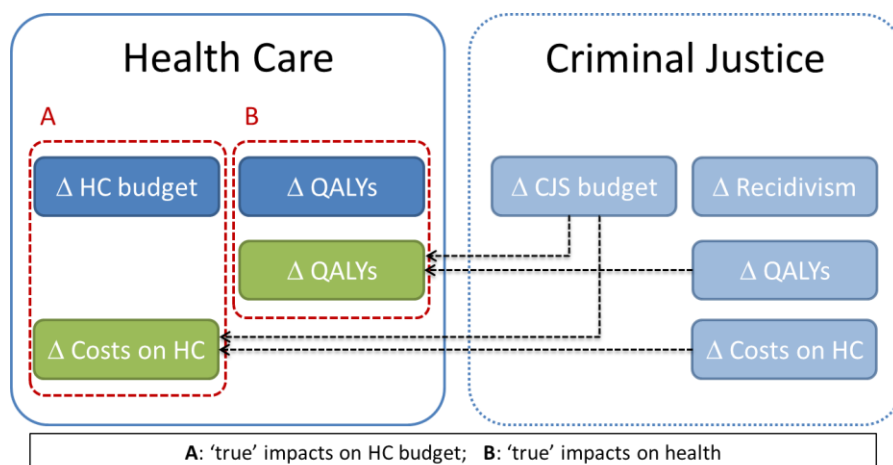 Health Care
Criminal Justice
A
B
Δ HC budget
Δ QALYs
Δ CJS budget
Δ Recidivism
Δ QALYs
Δ QALYs
Δ Costs on HC
Δ Costs on HC
A: ‘true’ impacts on HC budget; B: ‘true’ impacts on health